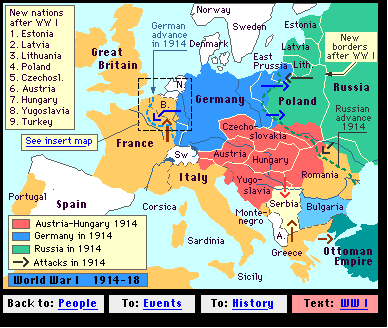 New nations
after WW I
1. Estonia
2. Latvia
3. Lithuania
4. Poland
5. Czechosl.
6. Austria
7. Hungary
8. Yugoslavia
9. Turkey
German
advance
in 1914
Norway
Sweden
Denmark
Estonia
Latvia
Lith.
New
borders
after WW I
East
Prussia
Great
Britain
N.
B.
Germany
Poland
Russia
Russian
advance
1914
See insert map
France
Czecho-
slovakia
Sw
Austria
Hungary
Italy
Yugo-
slavia
Romania
Serbia
Bulgaria
Monte-
negro
A.
Greece
Ottoman
Empire
Portugal
Spain
Corsica
Sardinia
Sicily
Austria-Hungary 1914
Germany in 1914
Russia in 1914
Attacks in 1914
World War I 1914-18
Back to: People
To: Events
To: History
Text: WW I